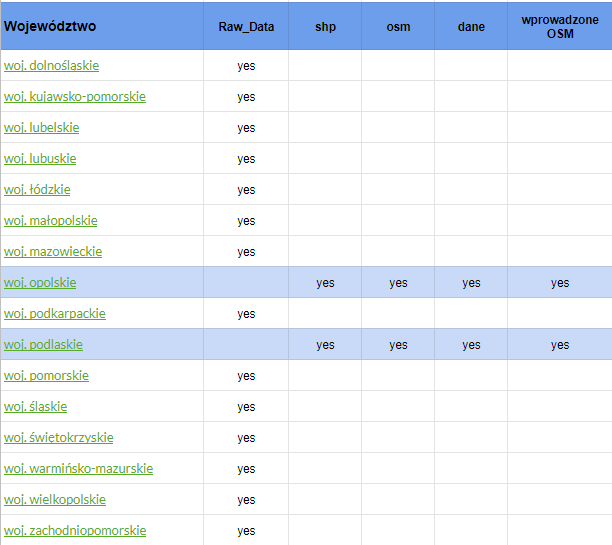 Województwo Raw_Data shp osm dane wprowadzone OSM
woj. dolnoślaskie yes
woj. kujawsko-pomorskie yes
woj. lubelskie yes
woj. lubuskie yes
woj. łódzkie yes
woj. małopolskie yes
woj. mazowieckie yes
woj. opolskie yes yes yes yes
woj. podkarpackie yes
woj. podlaskie yes yes yes yes
woj. pomorskie yes
woj. ślaskie yes
woj. świętokrzyskie yes
woj. warmińsko-mazurskie yes
woj. wielkopolskie yes
woj. zachodniopomorskie yes